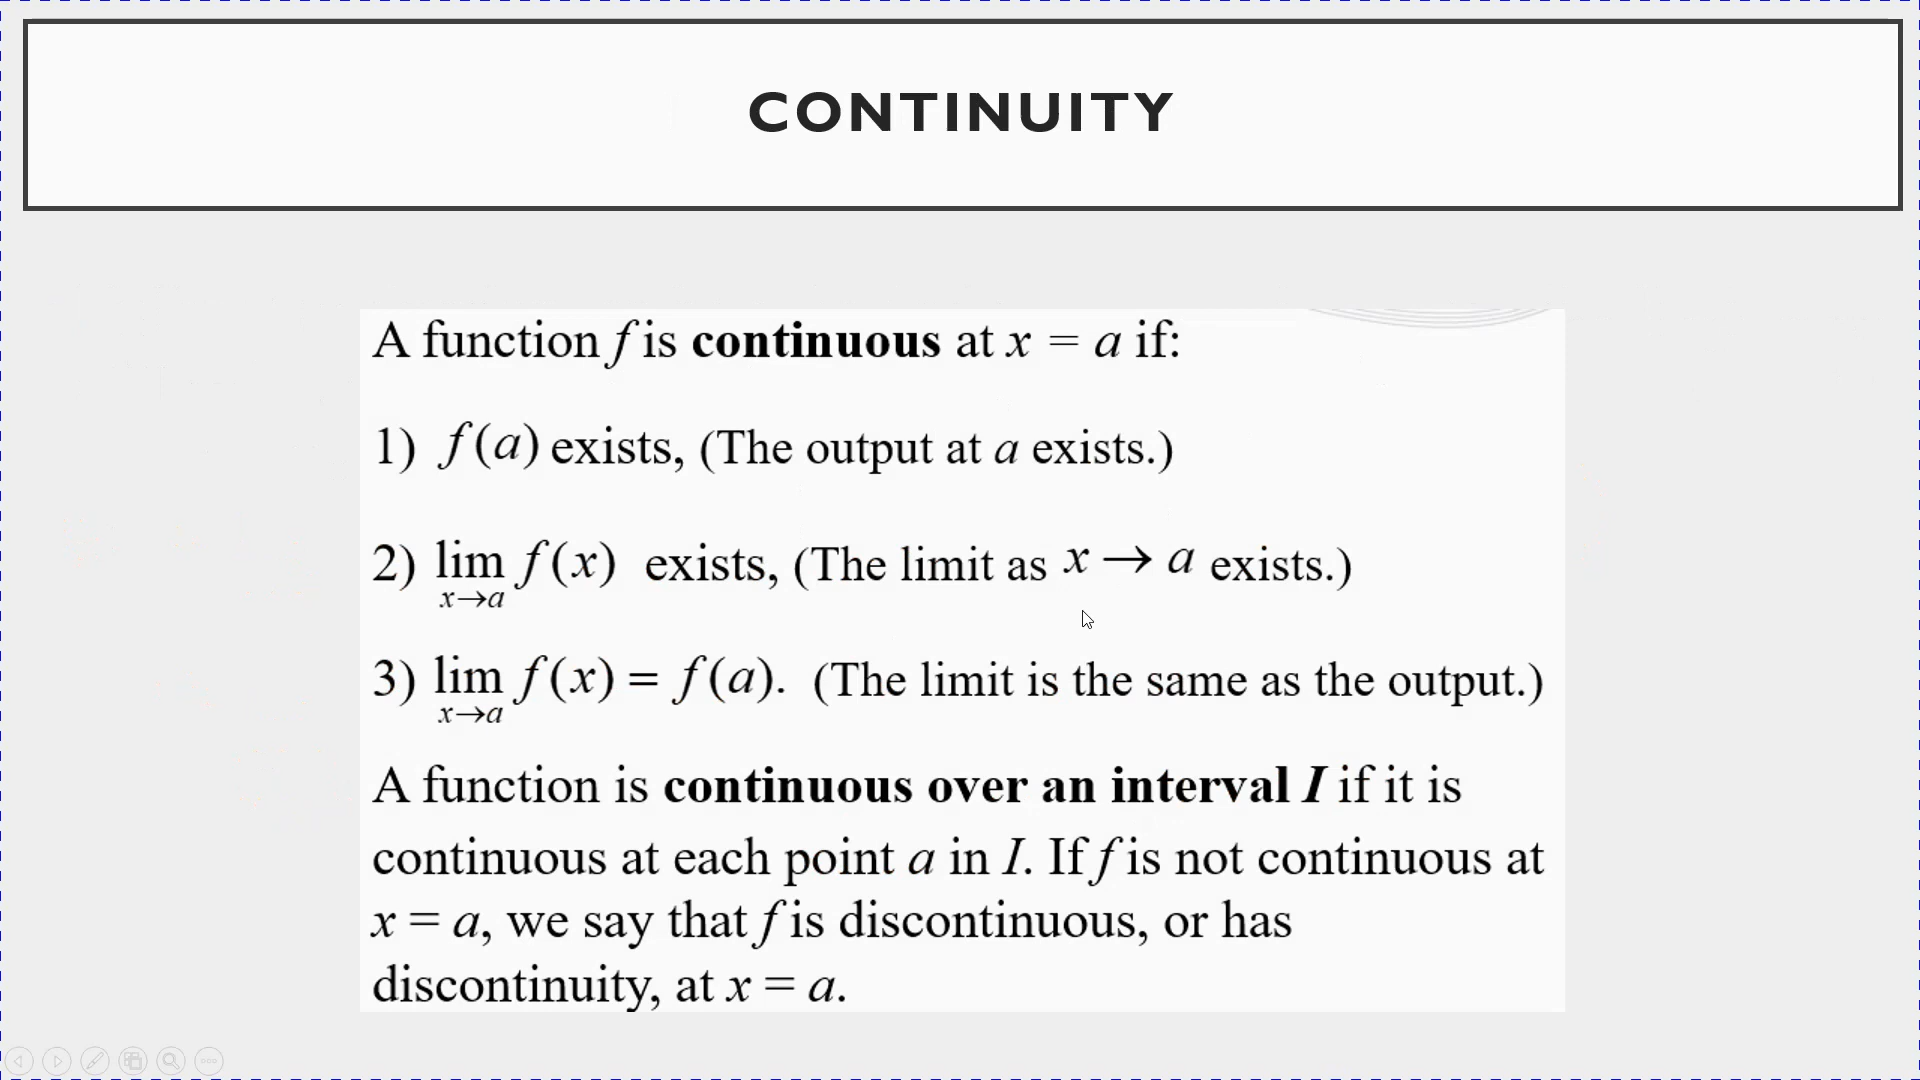 CONTINUITY
A function f is continuous at x = a if:
1) f(a) exists, (The output at a exists.)
2) lim f(x) exists, (The limit as x → a exists.)
x→a
3) lim f(x) = f(a). (The limit is the same as the output.)
x→a
A function is continuous over an interval I if it is
continuous at each point a in I. If f is not continuous at
x = a, we say that f is discontinuous, or has
discontinuity, at x = a.